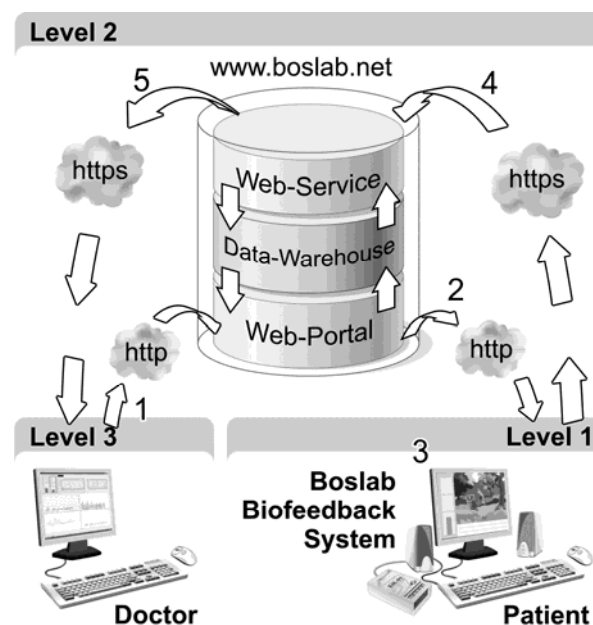 Level 2
www.boslab.net
5
4
https
https
Web-Service
Data-Warehouse
Web-Portal
2
http
http
1
Level 3
Level 1
3
Boslab
Biofeedback
System
Doctor
Patient